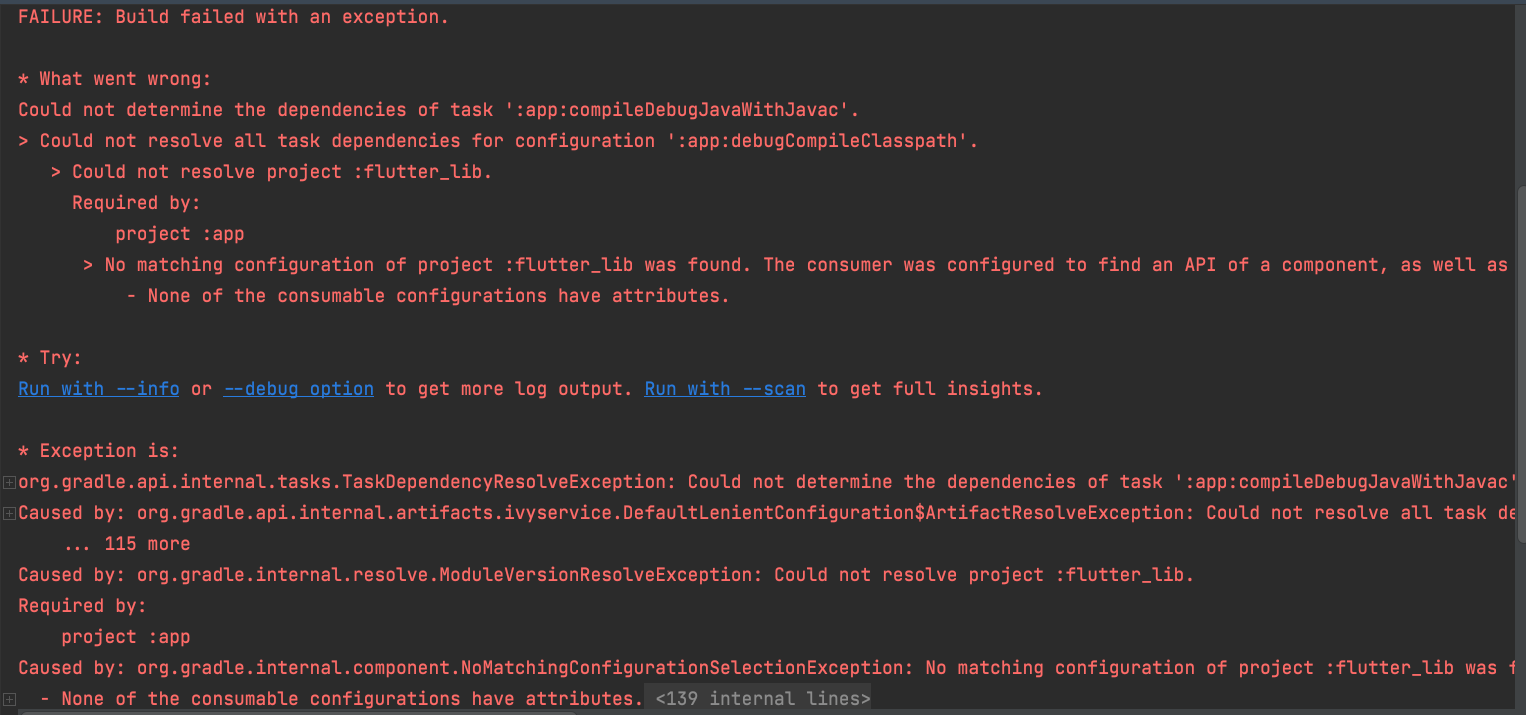 FAILURE: Build failed with an exception.
* What went wrong:
Could not determine the dependencies of task ':app:compileDebugJavaWithJavac'.
> Could not resolve all task dependencies for configuration ':app:debugCompileClasspath'.
> Could not resolve project :flutter_lib.
Required by:
project :app
> No matching configuration of project :flutter_lib was found. The consumer was configured to find an API of a component, as well as
- None of the consumable configurations have attributes.
* Try:
Run with --info or --debug option to get more log output. Run with --scan to get full insights.
* Exception is:
org.gradle.api.internal.tasks.TaskDependencyResolveException: Could not determine the dependencies of task ':app:compileDebugJavaWithJavac'
Caused by: org.gradle.api.internal.artifacts.ivyservice.DefaultLenientConfiguration$ArtifactResolveException: Could not resolve all task de
... 115 more
Caused by: org.gradle.internal.resolve.ModuleVersionResolveException: Could not resolve project :flutter_lib.
Required by:
project :app
Caused by: org.gradle.internal.component.NoMatchingConfigurationSelectionException: No matching configuration of project :flutter_lib was f
- None of the consumable configurations have attributes. <139 internal lines>